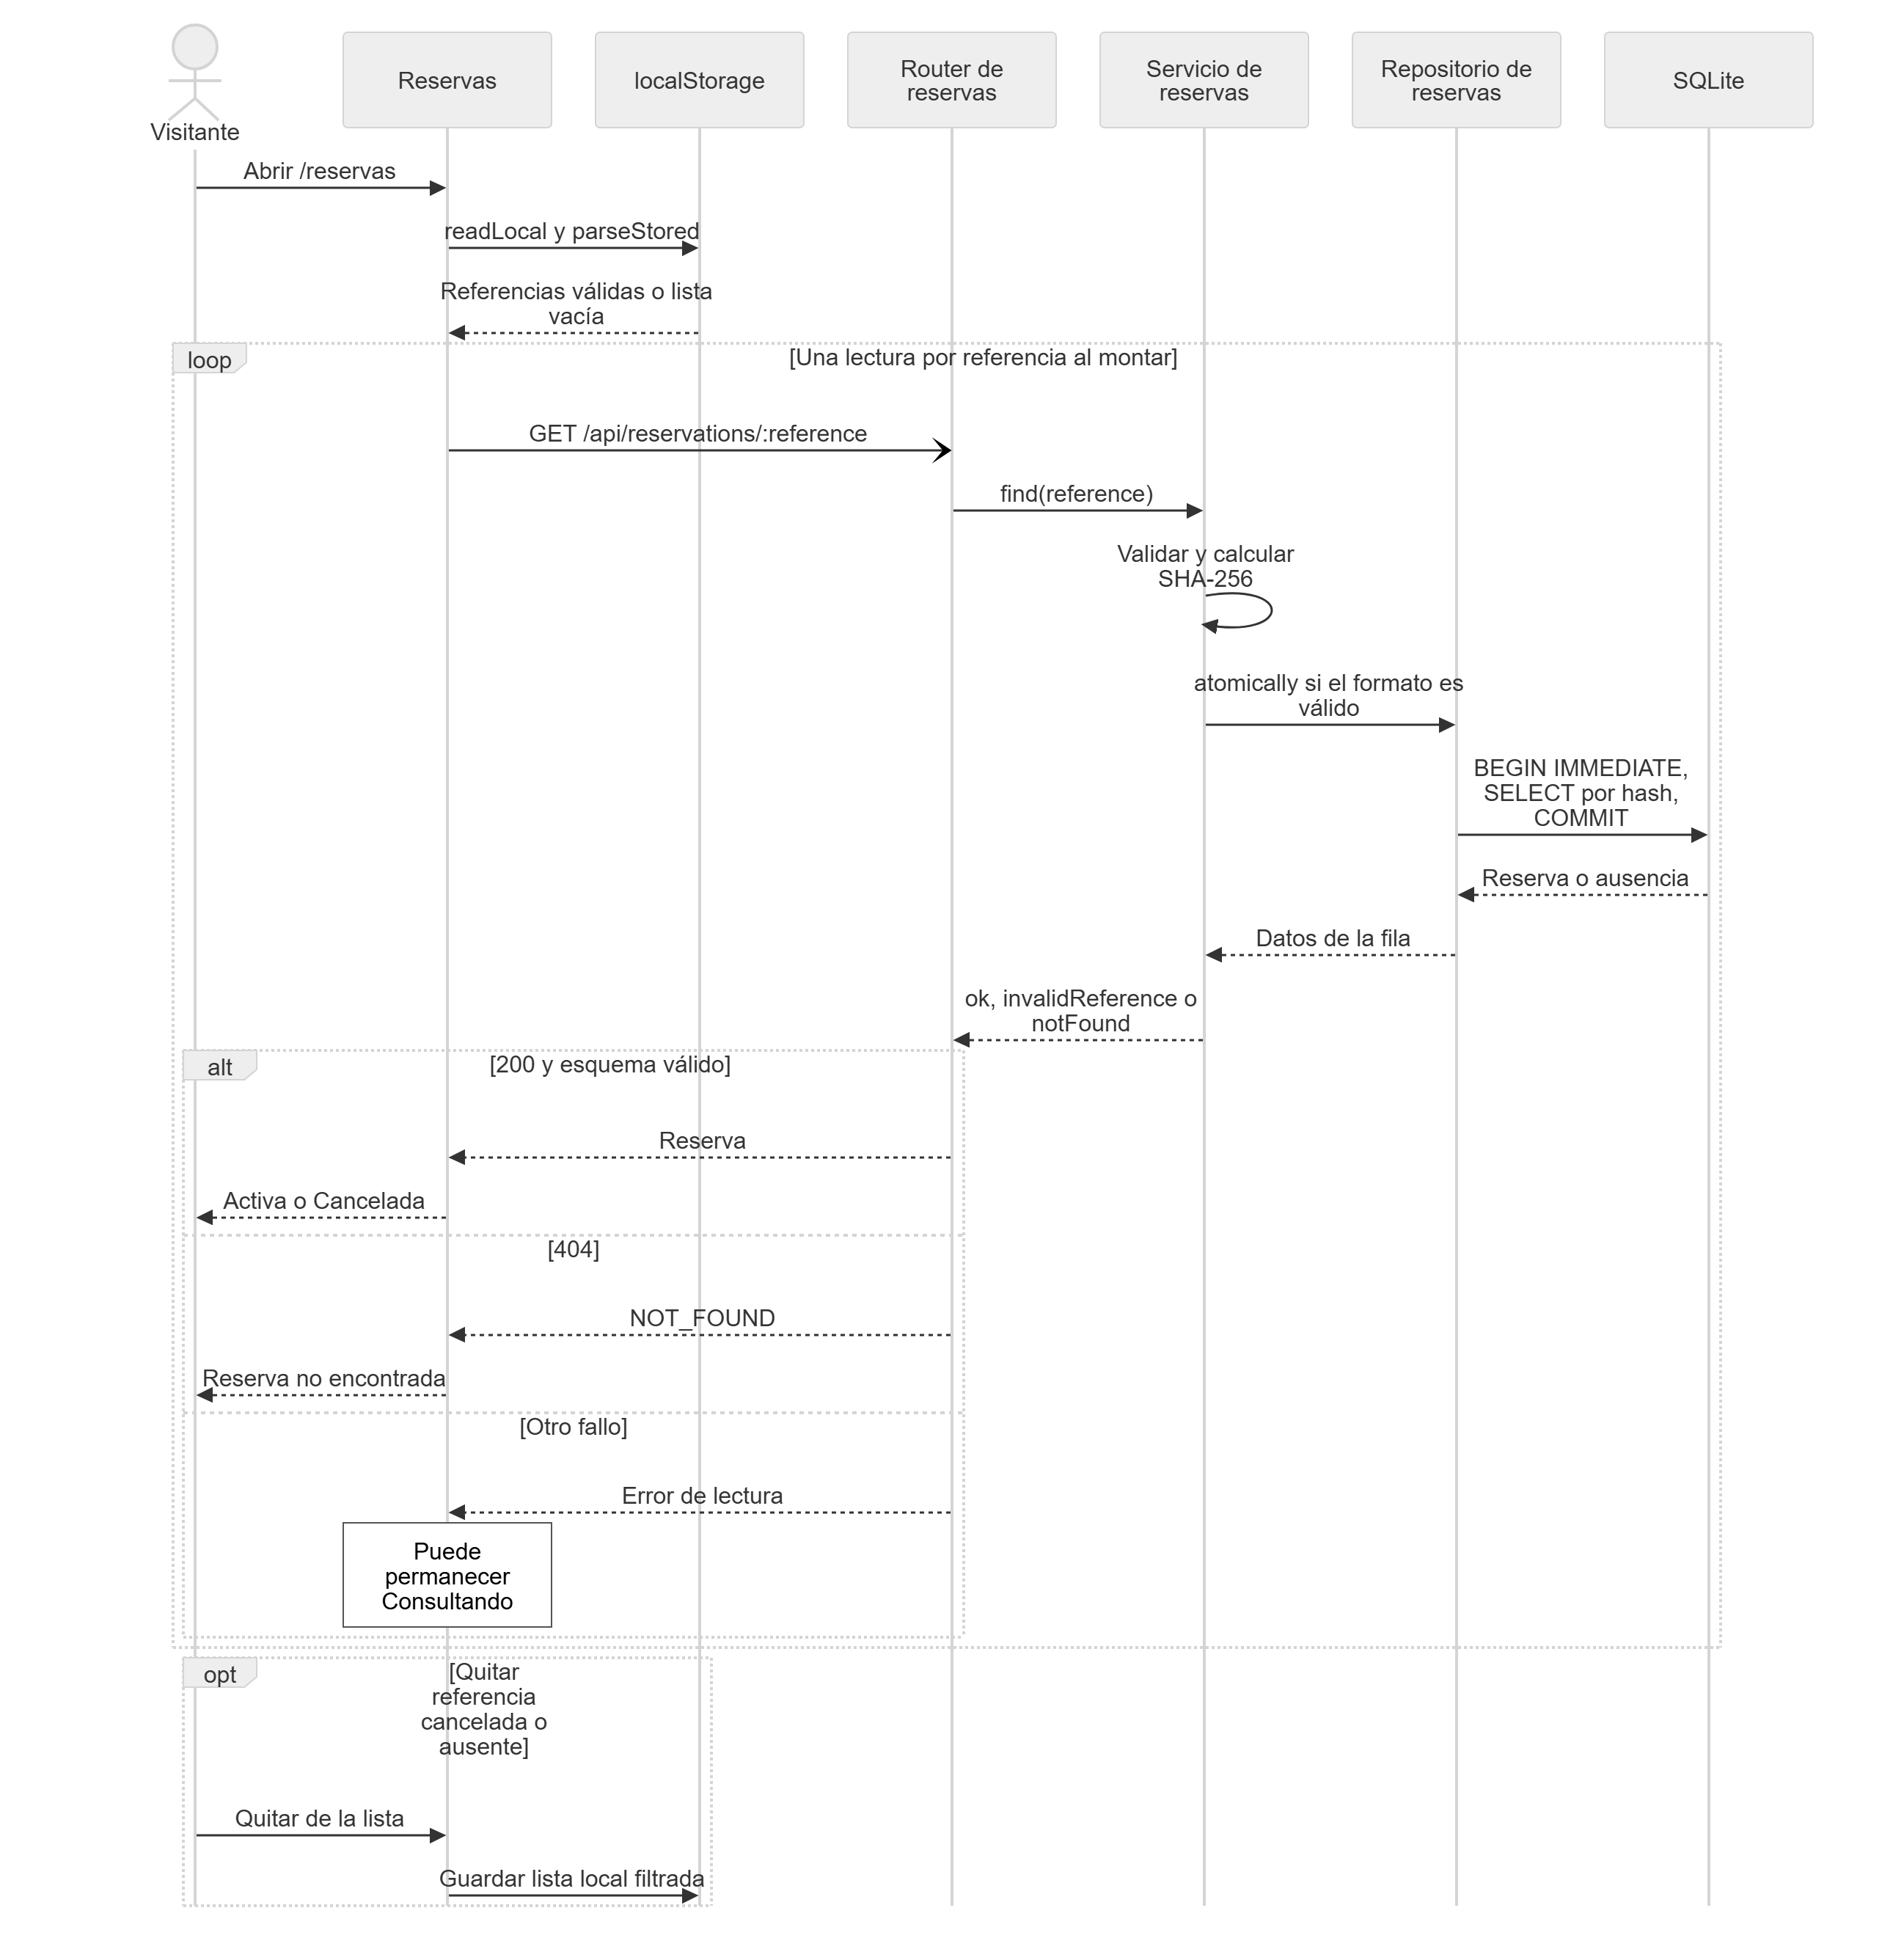 Visitante
Reservas
localStorage
Router de
reservas
Servicio de
reservas
Repositorio de
reservas
SQLite
Abrir /reservas
readLocal y parseStored
Referencias válidas o lista
vacía
loop
[Una lectura por referencia al montar]
GET /api/reservations/:reference
find(reference)
Validar y calcular
SHA-256
atomically si el formato es
válido
BEGIN IMMEDIATE,
SELECT por hash,
COMMIT
Reserva o ausencia
Datos de la fila
ok, invalidReference o
notFound
alt
[200 y esquema válido]
Reserva
Activa o Cancelada
[404]
NOT_FOUND
Reserva no encontrada
[Otro fallo]
Error de lectura
Puede
permanecer
Consultando
opt
[Quitar
referencia
cancelada o
ausente]
Quitar de la lista
Guardar lista local filtrada